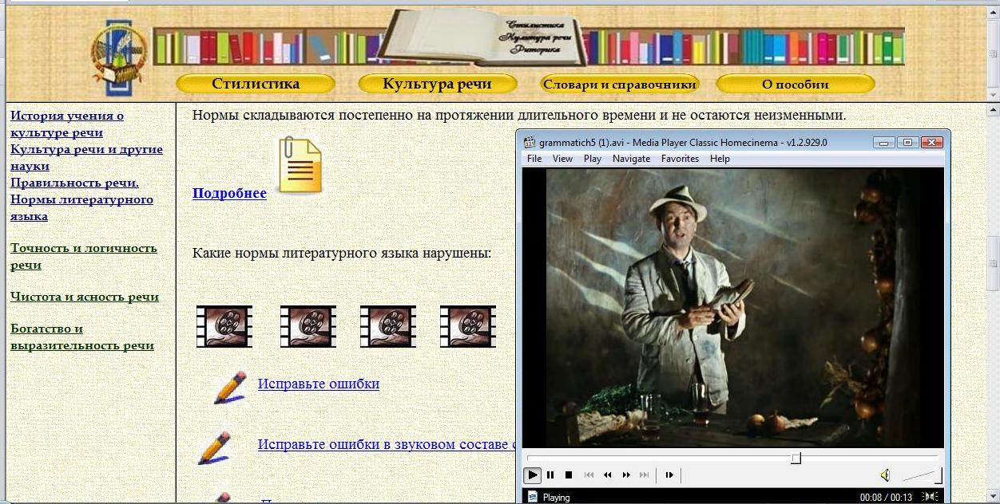 Стилистика
Культура речи
Риторика
Стилистика
Культура речи
Словари и справочники
О пособии
История учения о
культуре речи
Культура речи и другие
науки
Правильность речи.
Нормы литературного
языка
Точность и логичность
речи
Чистота и ясность речи
Богатство и
выразительность речи
Нормы складываются постепенно на протяжении длительного времени и не остаются неизменными.
Подробнее
Какие нормы литературного языка нарушены:
Исправьте ошибки
Исправьте ошибки в звуковом составе
grammatich5 (1).avi - Media Player Classic Homecinema - v1.2.929.0
File View Play Navigate Favorites Help
Playing
00:08 / 00:13